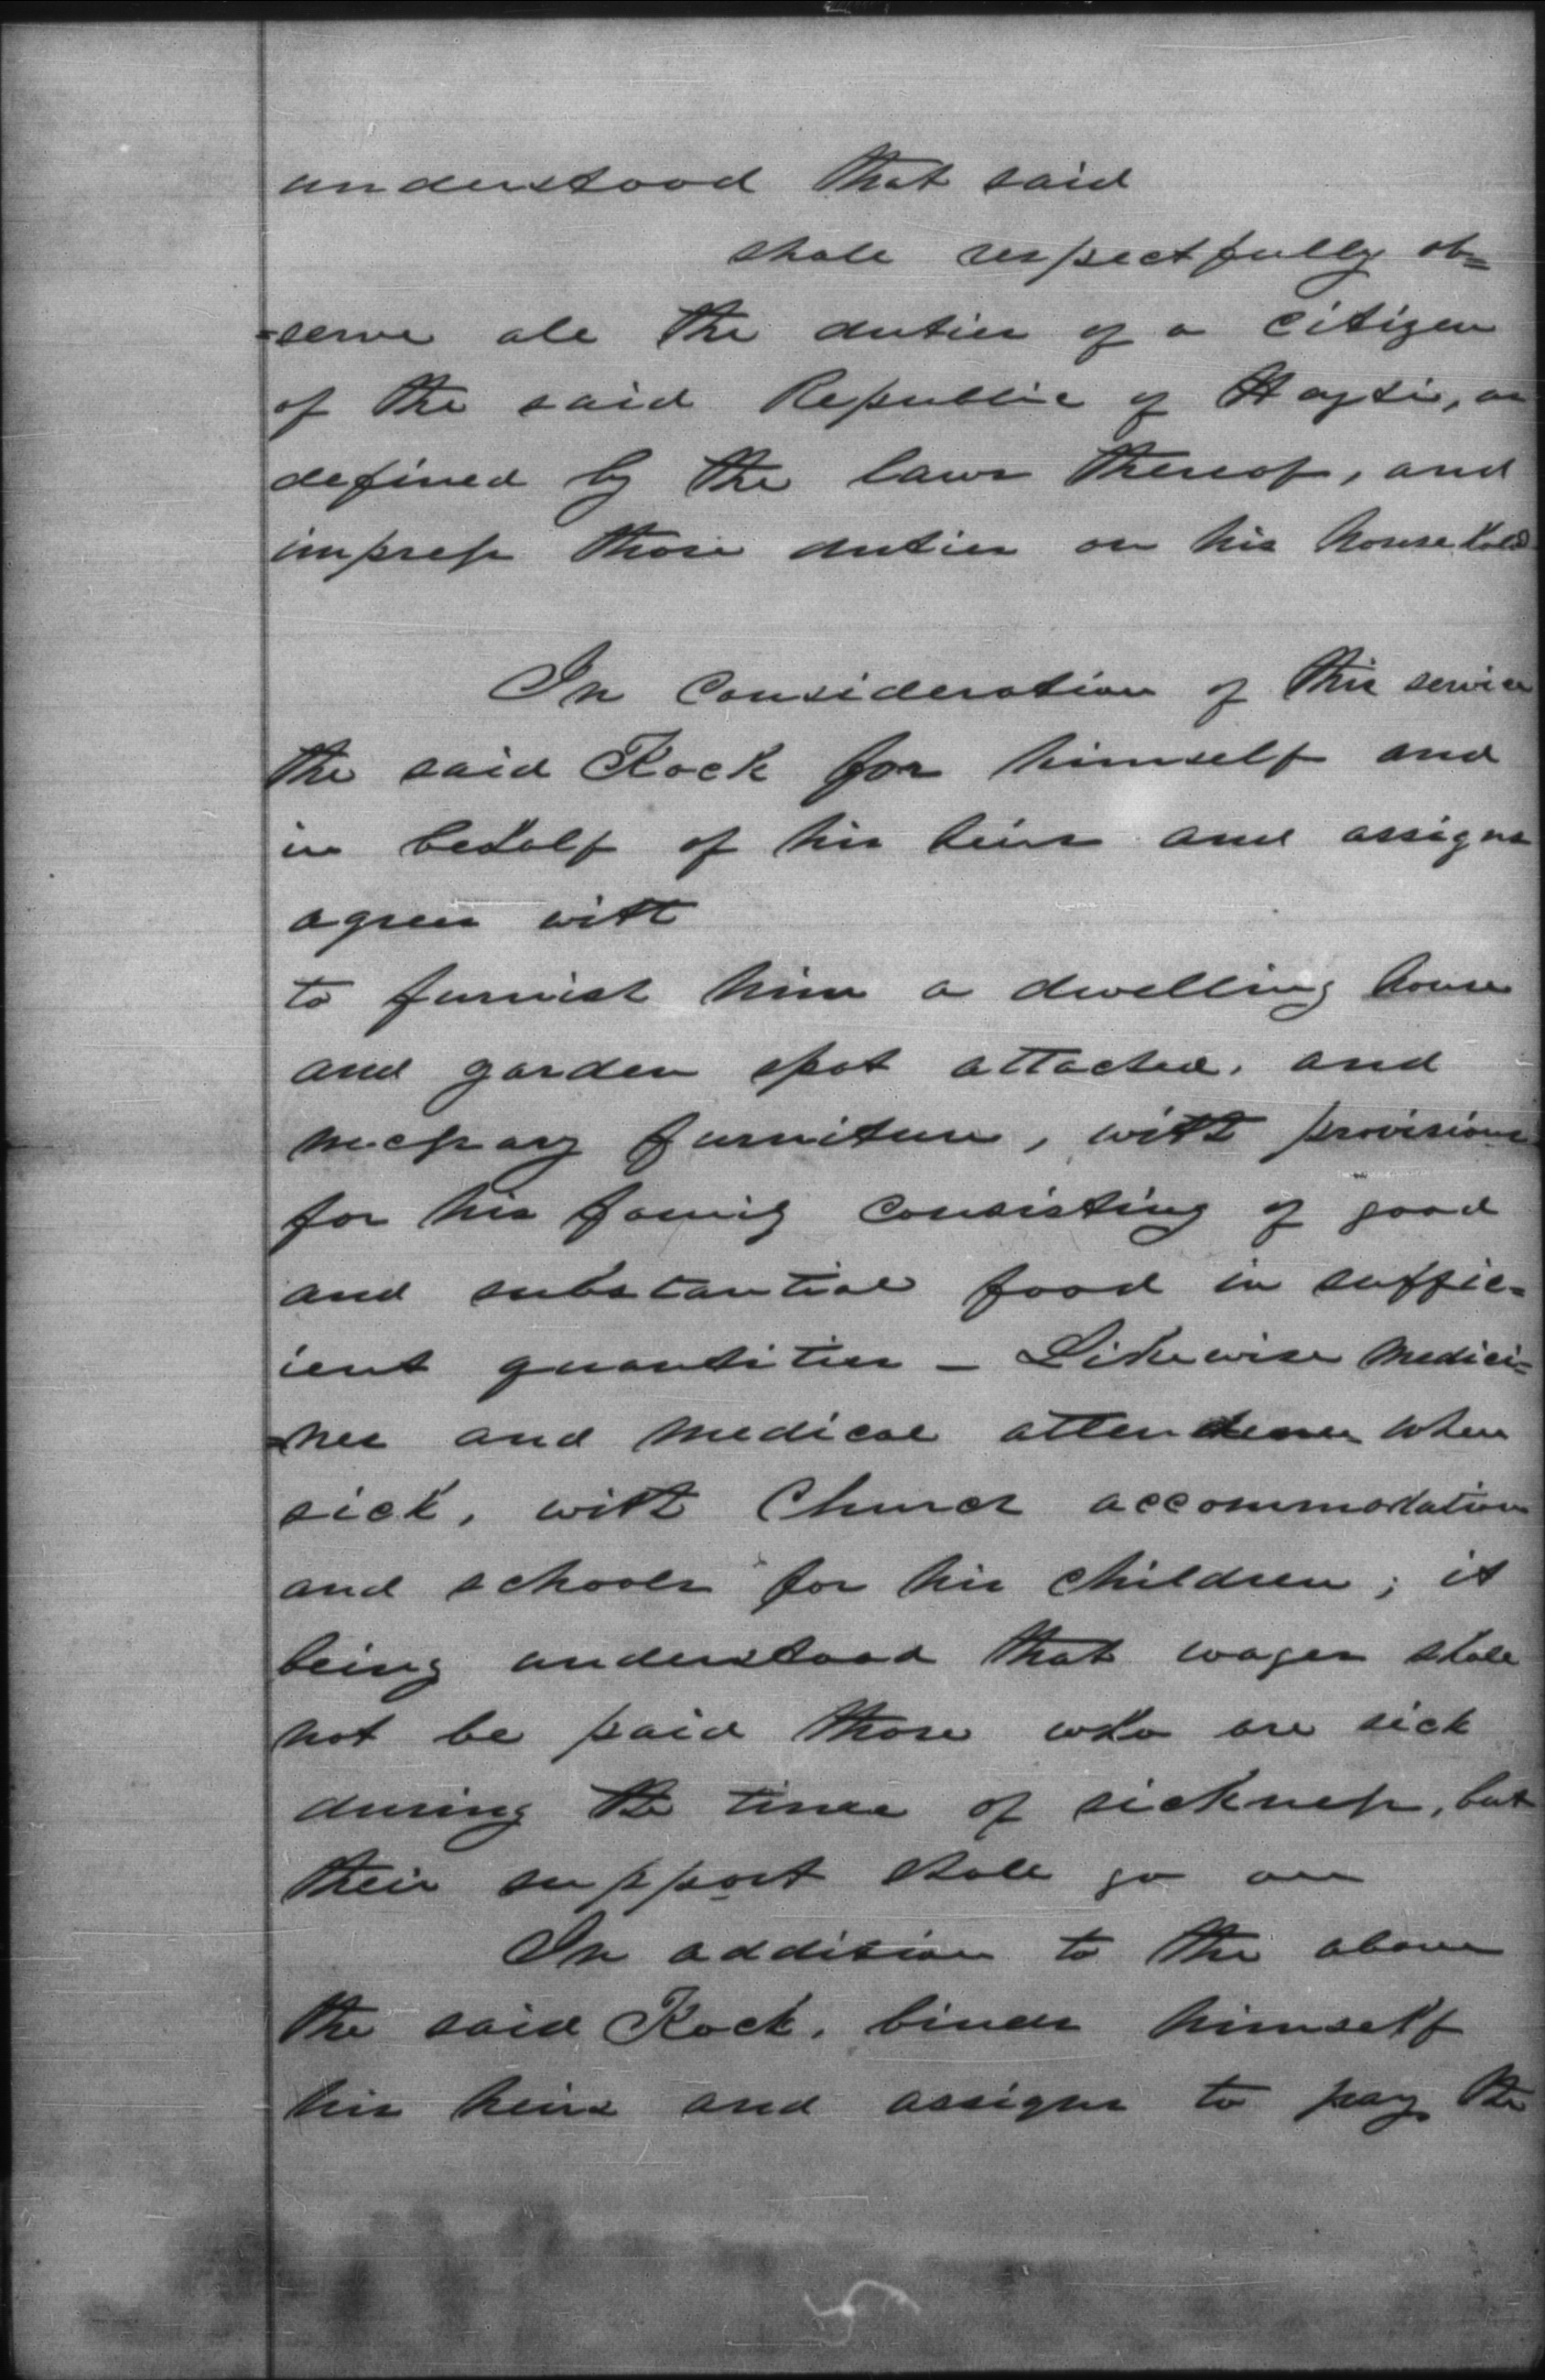 understood that said
shall respectfully ob=
=serve all the duties of a citizen
of the said Republic of Hayti, as
defined by the laws thereof, and
impress those duties on his household
In consideration of this service
the said Kock for himself and
in behalf of his heirs and assigns
agrees with
to furnish him a dwelling house
and garden spot attached, and
necessary furniture, with provisions
for his family consisting of good
and substantial food in suffic=
ient quantities – Likewise medici=
=nes and medical attendance when
sick, with Church accommodation
and schools for his children; it
being understood that wages shall
not be paid those who are sick
during the time of sickness, but
their support shall go on
In addition to the above
the said Kock, binds himself
his heirs and assigns to pay the